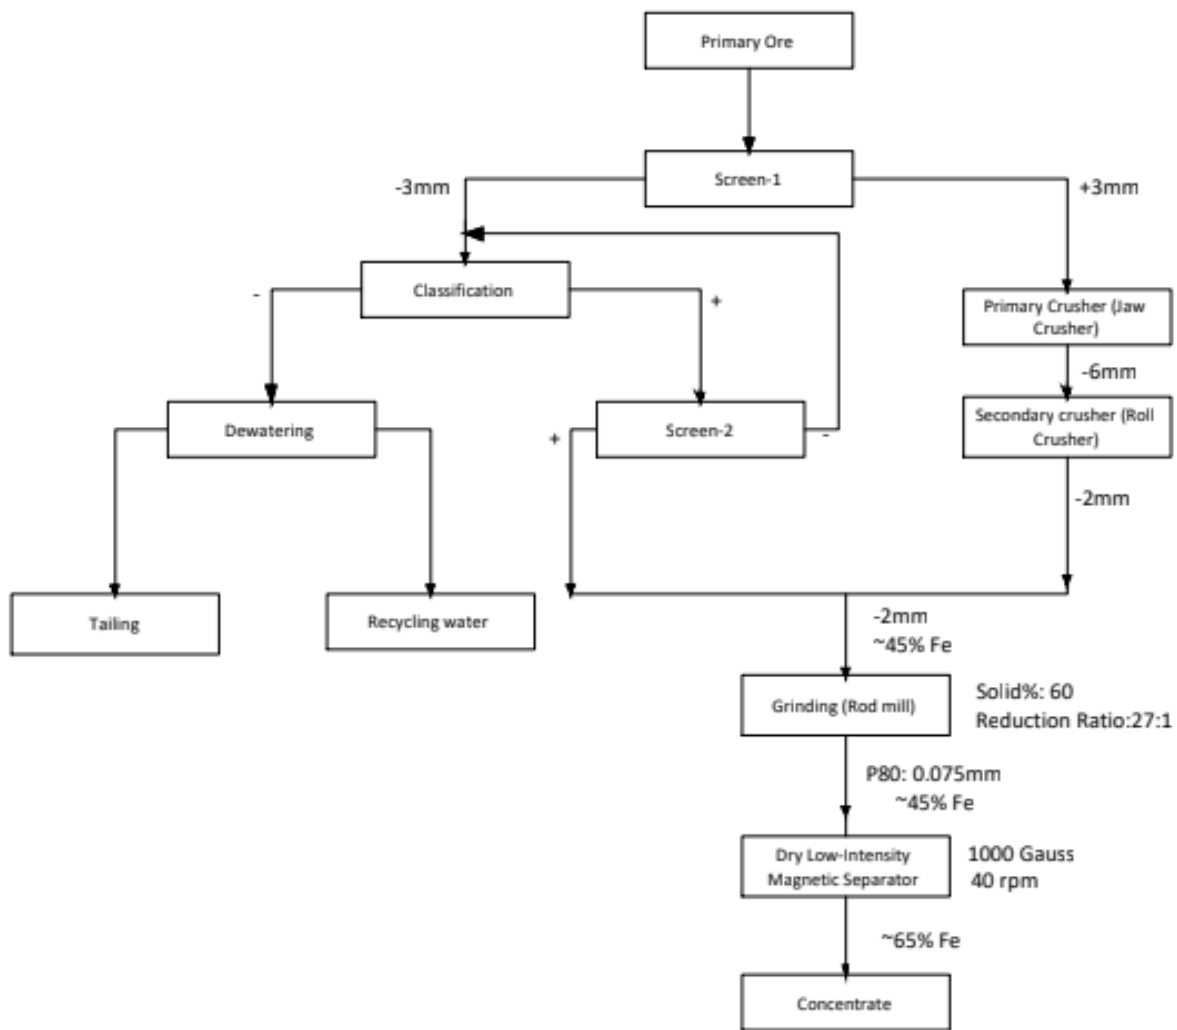 Primary Ore
Screen-1
-3mm
+3mm
Classification
-
+
Primary Crusher (Jaw
Crusher)
-6mm
Dewatering
Screen-2
+
-
Secondary crusher (Roll
Crusher)
-2mm
Tailing
Recycling water
-2mm
~45% Fe
Grinding (Rod mill)
Solid%: 60
Reduction Ratio:27:1
P80: 0.075mm
~45% Fe
Dry Low-Intensity
Magnetic Separator
1000 Gauss
40 rpm
~65% Fe
Concentrate